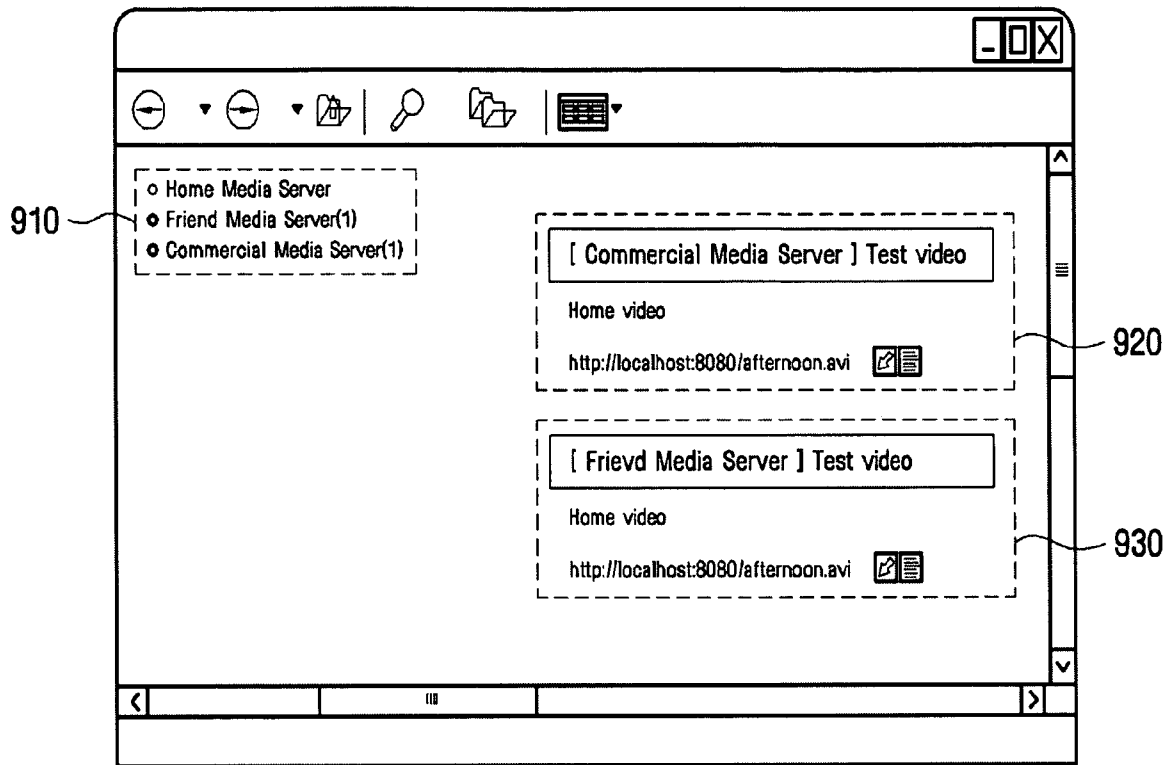 Home Media Server
910
Friend Media Server(1)
Commercial Media Server(1)
[ Commercial Media Server ] Test video
Home video
http://localhost:8080/afternoon.avi
920
[ Frievd Media Server ] Test video
Home video
http://localhost:8080/afternoon.avi
930